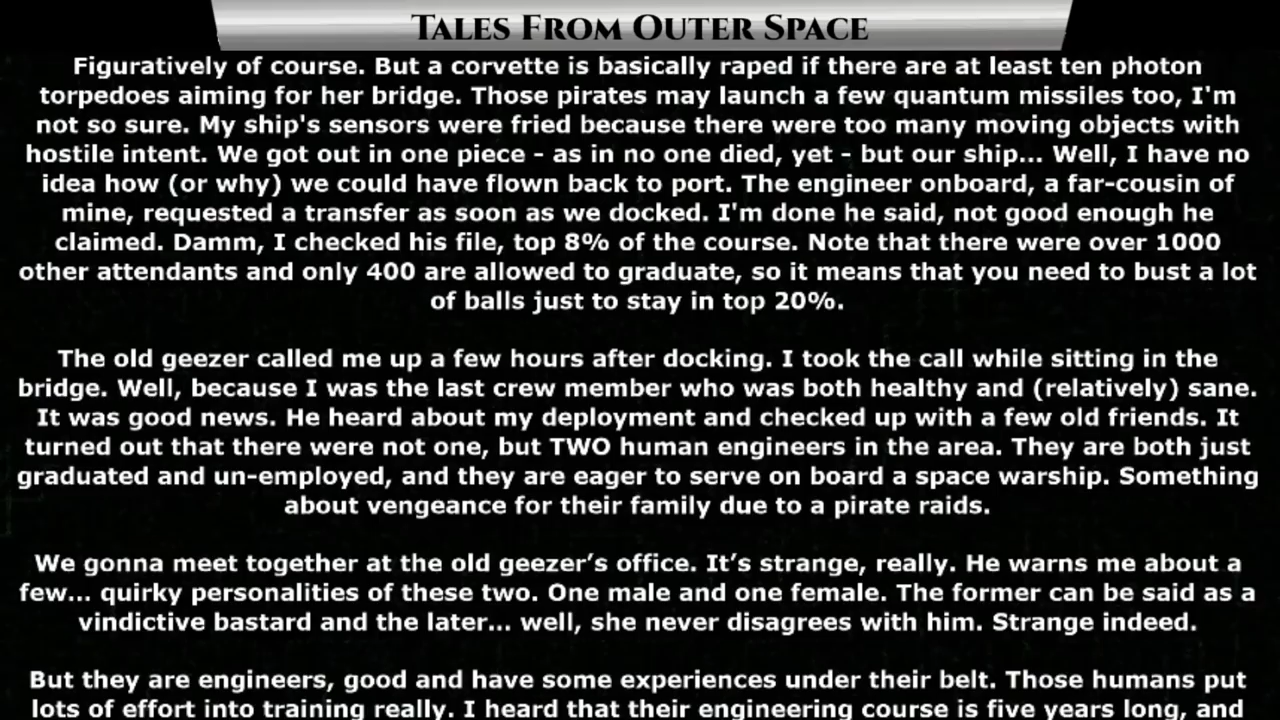 Tales From Outer Space
Figuratively of course. But a corvette is basically raped if there are at least ten photon
torpedoes aiming for her bridge. Those pirates may launch a few quantum missiles too, I'm
not so sure. My ship's sensors were fried because there were too many moving objects with
hostile intent. We got out in one piece - as in no one died, yet - but our ship... Well, I have no
idea how (or why) we could have flown back to port. The engineer onboard, a far-cousin of
mine, requested a transfer as soon as we docked. I'm done he said, not good enough he
claimed. Damm, I checked his file, top 8% of the course. Note that there were over 1000
other attendants and only 400 are allowed to graduate, so it means that you need to bust a lot
of balls just to stay in top 20%.
The old geezer called me up a few hours after docking. I took the call while sitting in the
bridge. Well, because I was the last crew member who was both healthy and (relatively) sane.
It was good news. He heard about my deployment and checked up with a few old friends. It
turned out that there were not one, but TWO human engineers in the area. They are both just
graduated and un-employed, and they are eager to serve on board a space warship. Something
about vengeance for their family due to a pirate raids.
We gonna meet together at the old geezer’s office. It’s strange, really. He warns me about a
few... quirky personalities of these two. One male and one female. The former can be said as a
vindictive bastard and the later... well, she never disagrees with him. Strange indeed.
But they are engineers, good and have some experiences under their belt. Those humans put
lots of effort into training really. I heard that their engineering course is five years long, and